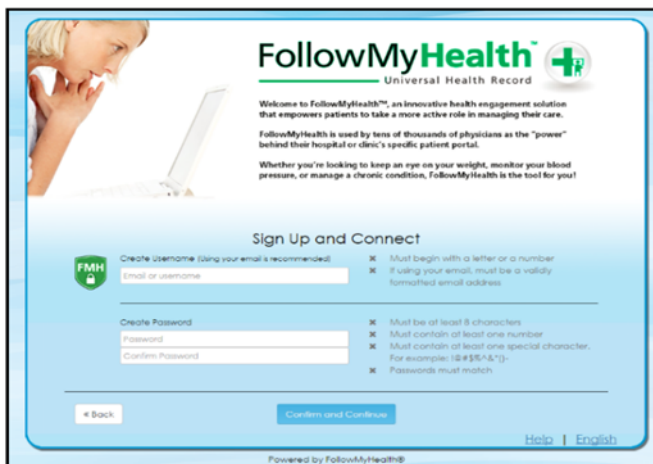 FollowMyHealth™
Universal Health Record
Welcome to FollowMyHealth™, an innovative health engagement solution
that empowers patients to take a more active role in managing their care.
FollowMyHealth is used by tens of thousands of physicians as the "power"
behind their hospital or clinic's specific patient portal.
Whether you're looking to keep an eye on your weight, monitor your blood
pressure, or manage a chronic condition, FollowMyHealth is the tool for you!
Sign Up and Connect
FMH
Create Username (Using your email is recommended)
Email or username
Must begin with a letter or a number
If using your email, must be a validly
formatted email address
Create Password
Password
Confirm Password
Must be at least 8 characters
Must contain at least one number
Must contain at least one special character.
For example: !@#$%^&*()-
Passwords must match
« Back
Confirm and Continue
Help | English
Powered by FollowMyHealth®